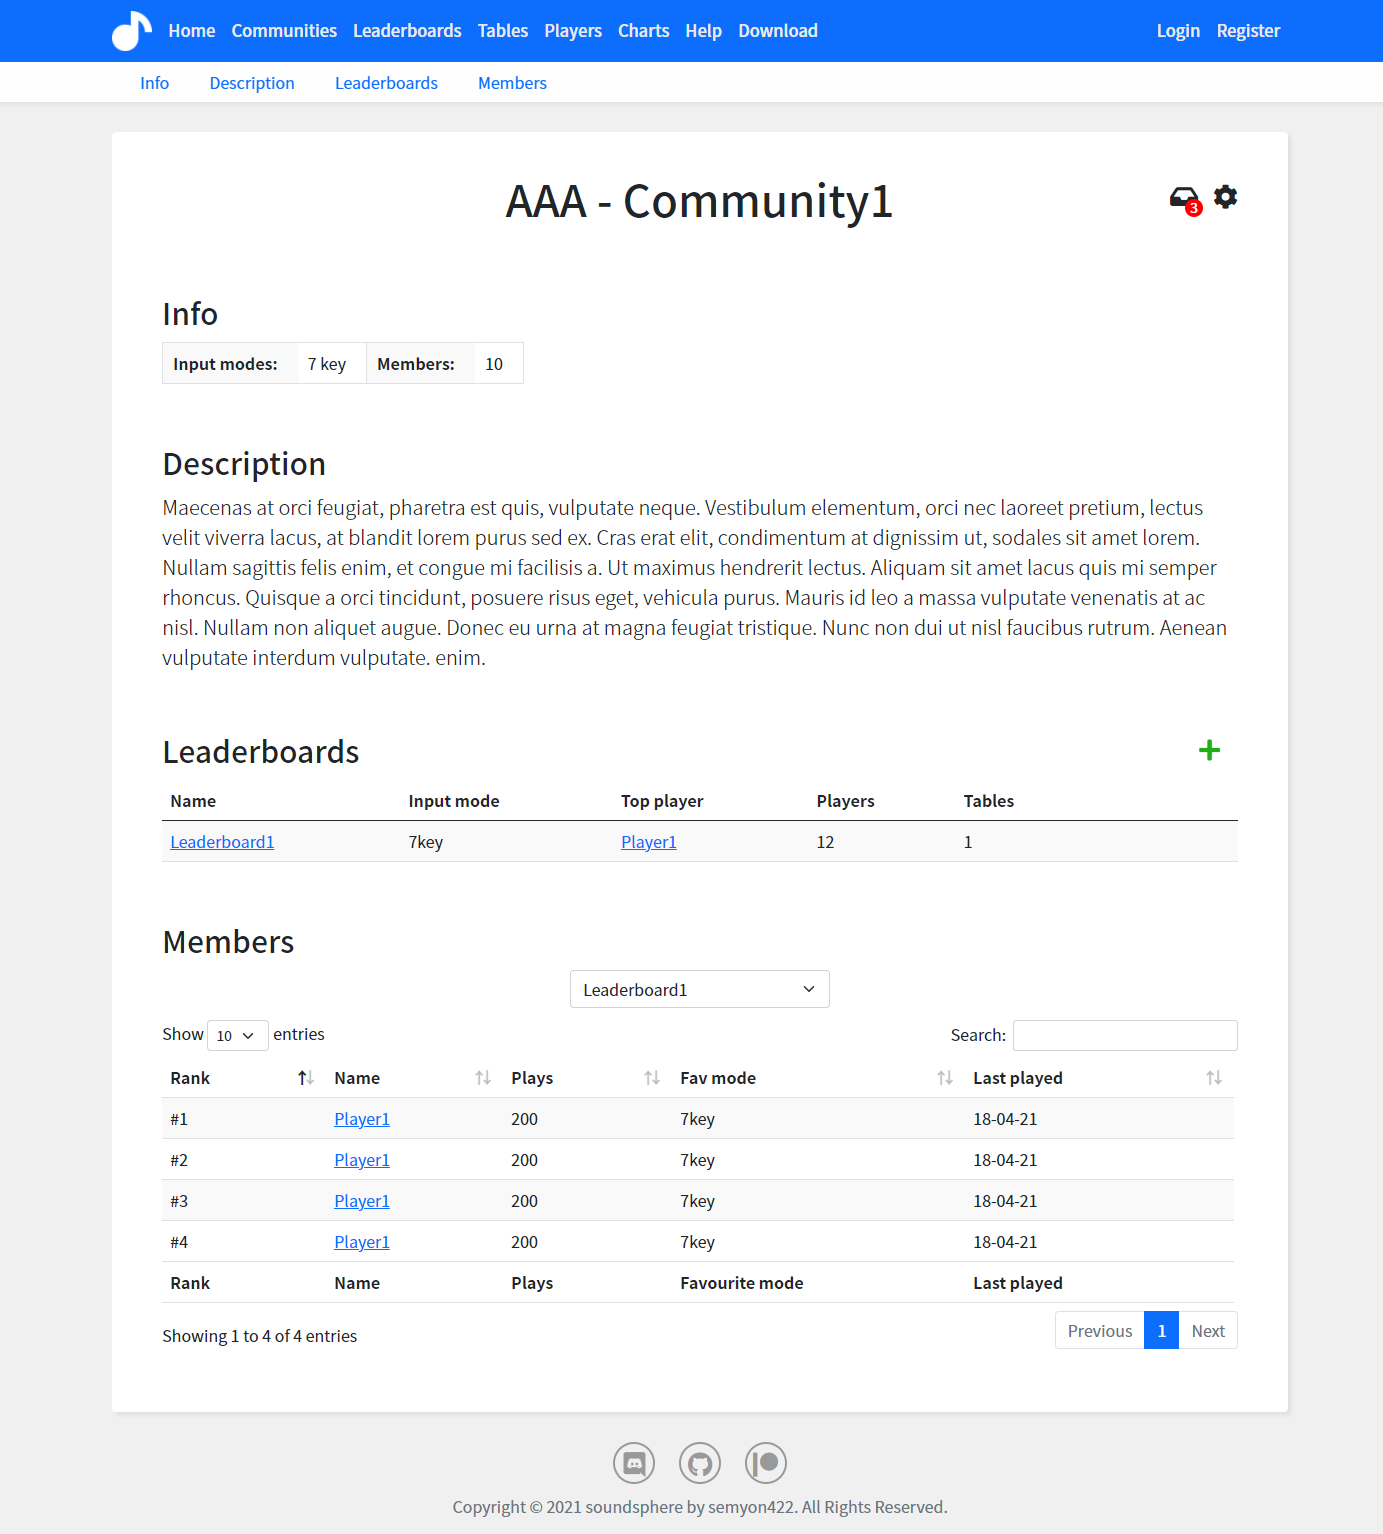 Home Communities Leaderboards Tables Players Charts Help Download Login Register
Info Description Leaderboards Members
AAA - Community1
3
Info
Input modes: 7 key Members: 10
Description
Maecenas at orci feugiat, pharetra est quis, vulputate neque. Vestibulum elementum, orci nec laoreet pretium, lectus
velit viverra lacus, at blandit lorem purus sed ex. Cras erat elit, condimentum at dignissim ut, sodales sit amet lorem.
Nullam sagittis felis enim, et congue mi facilisis a. Ut maximus hendrerit lectus. Aliquam sit amet lacus quis mi semper
rhoncus. Quisque a orci tincidunt, posuere risus eget, vehicula purus. Mauris id leo a massa vulputate venenatis at ac
nisl. Nullam non aliquet augue. Donec eu urna at magna feugiat tristique. Nunc non dui ut nisl faucibus rutrum. Aenean
vulputate interdum vulputate. enim.
Leaderboards
Name Input mode Top player Players Tables
Leaderboard1 7key Player1 12 1
Members
Leaderboard1
Show 10 entries Search:
Rank Name Plays Fav mode Last played
#1 Player1 200 7key 18-04-21
#2 Player1 200 7key 18-04-21
#3 Player1 200 7key 18-04-21
#4 Player1 200 7key 18-04-21
Rank Name Plays Favourite mode Last played
Showing 1 to 4 of 4 entries Previous 1 Next
Copyright © 2021 soundsphere by semyon422. All Rights Reserved.